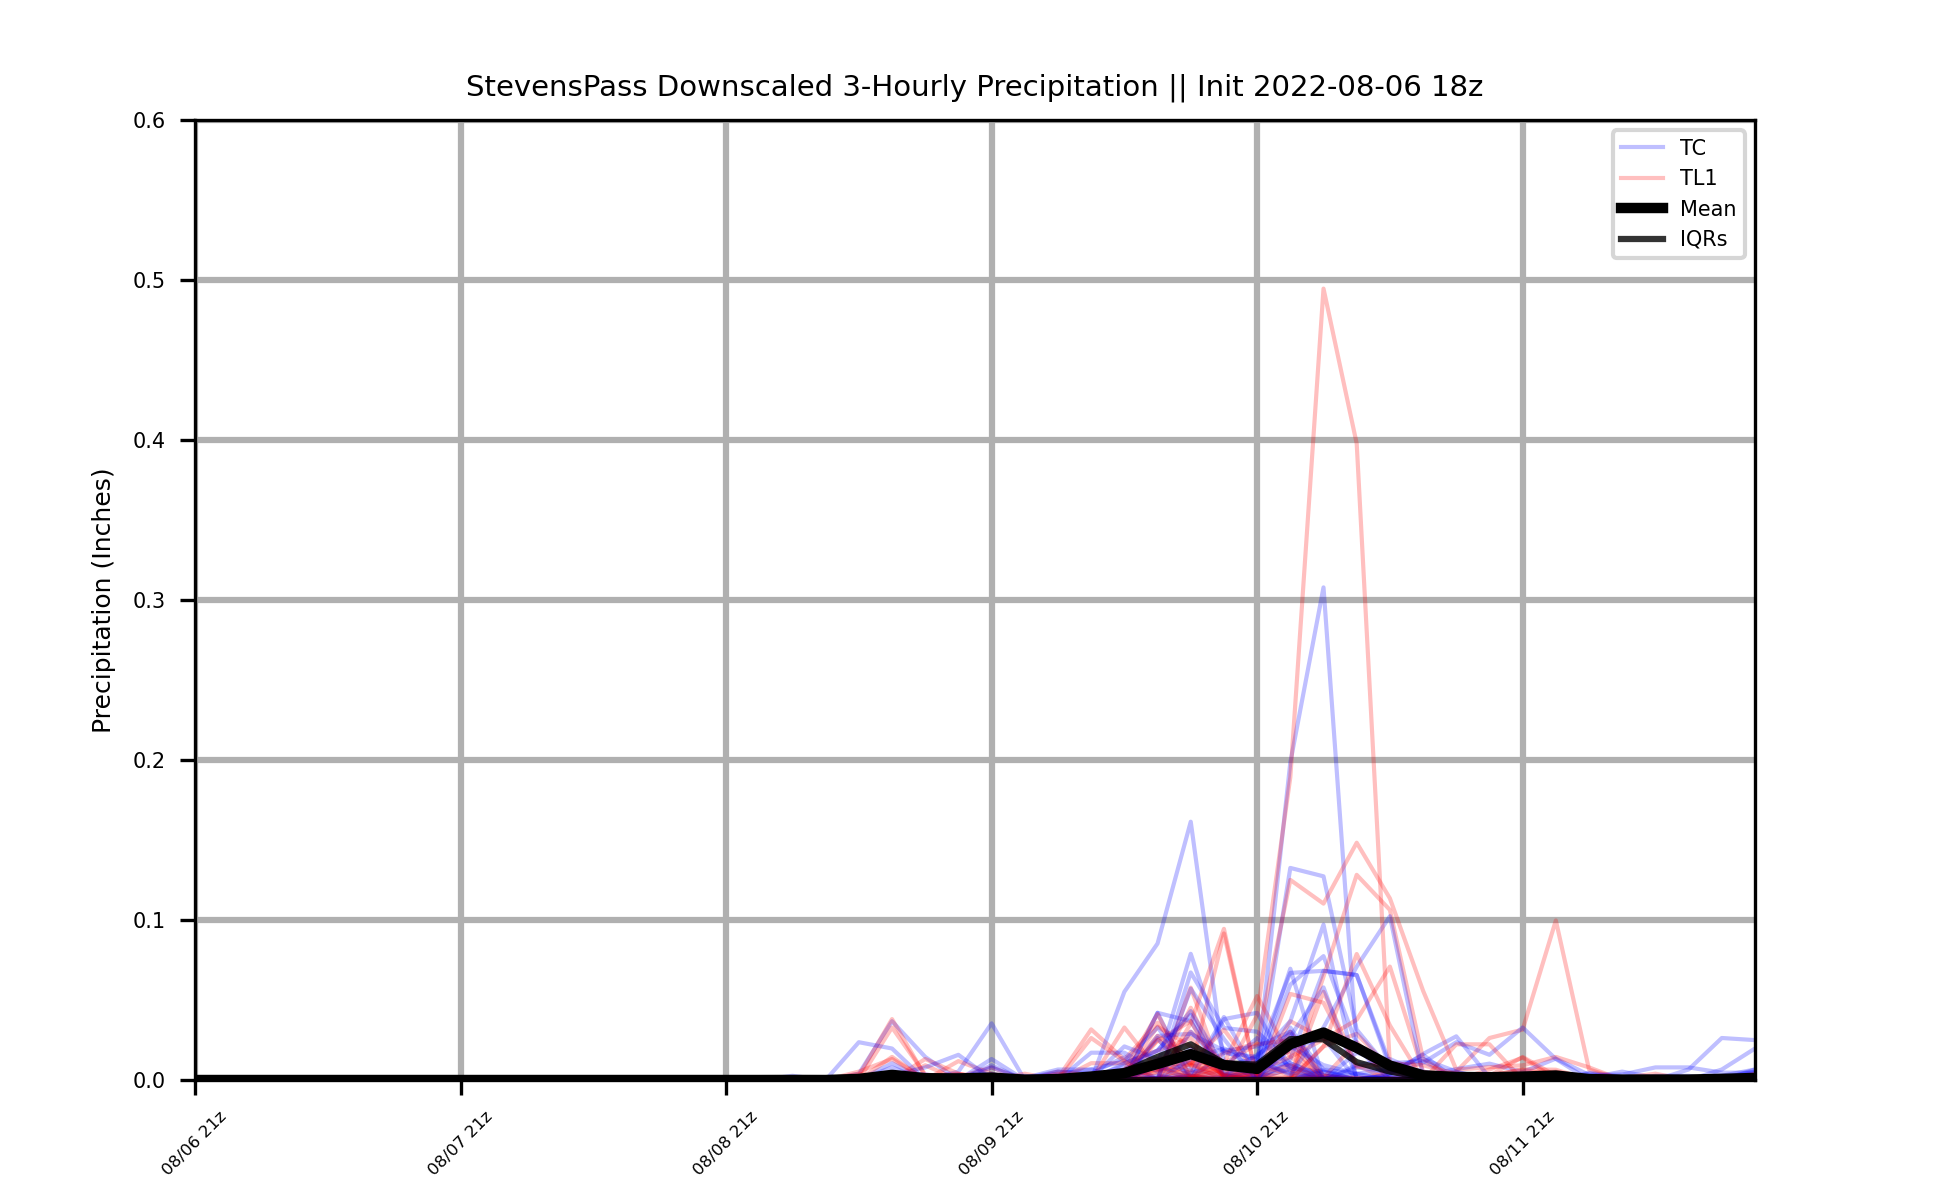 StevensPass Downscaled 3-Hourly Precipitation || Init 2022-08-06 18z
TC
TL1
Mean
IQRs
Precipitation (Inches)
0.6
0.5
0.4
0.3
0.2
0.1
0.0
08/06 21z
08/07 21z
08/08 21z
08/09 21z
08/10 21z
08/11 21z